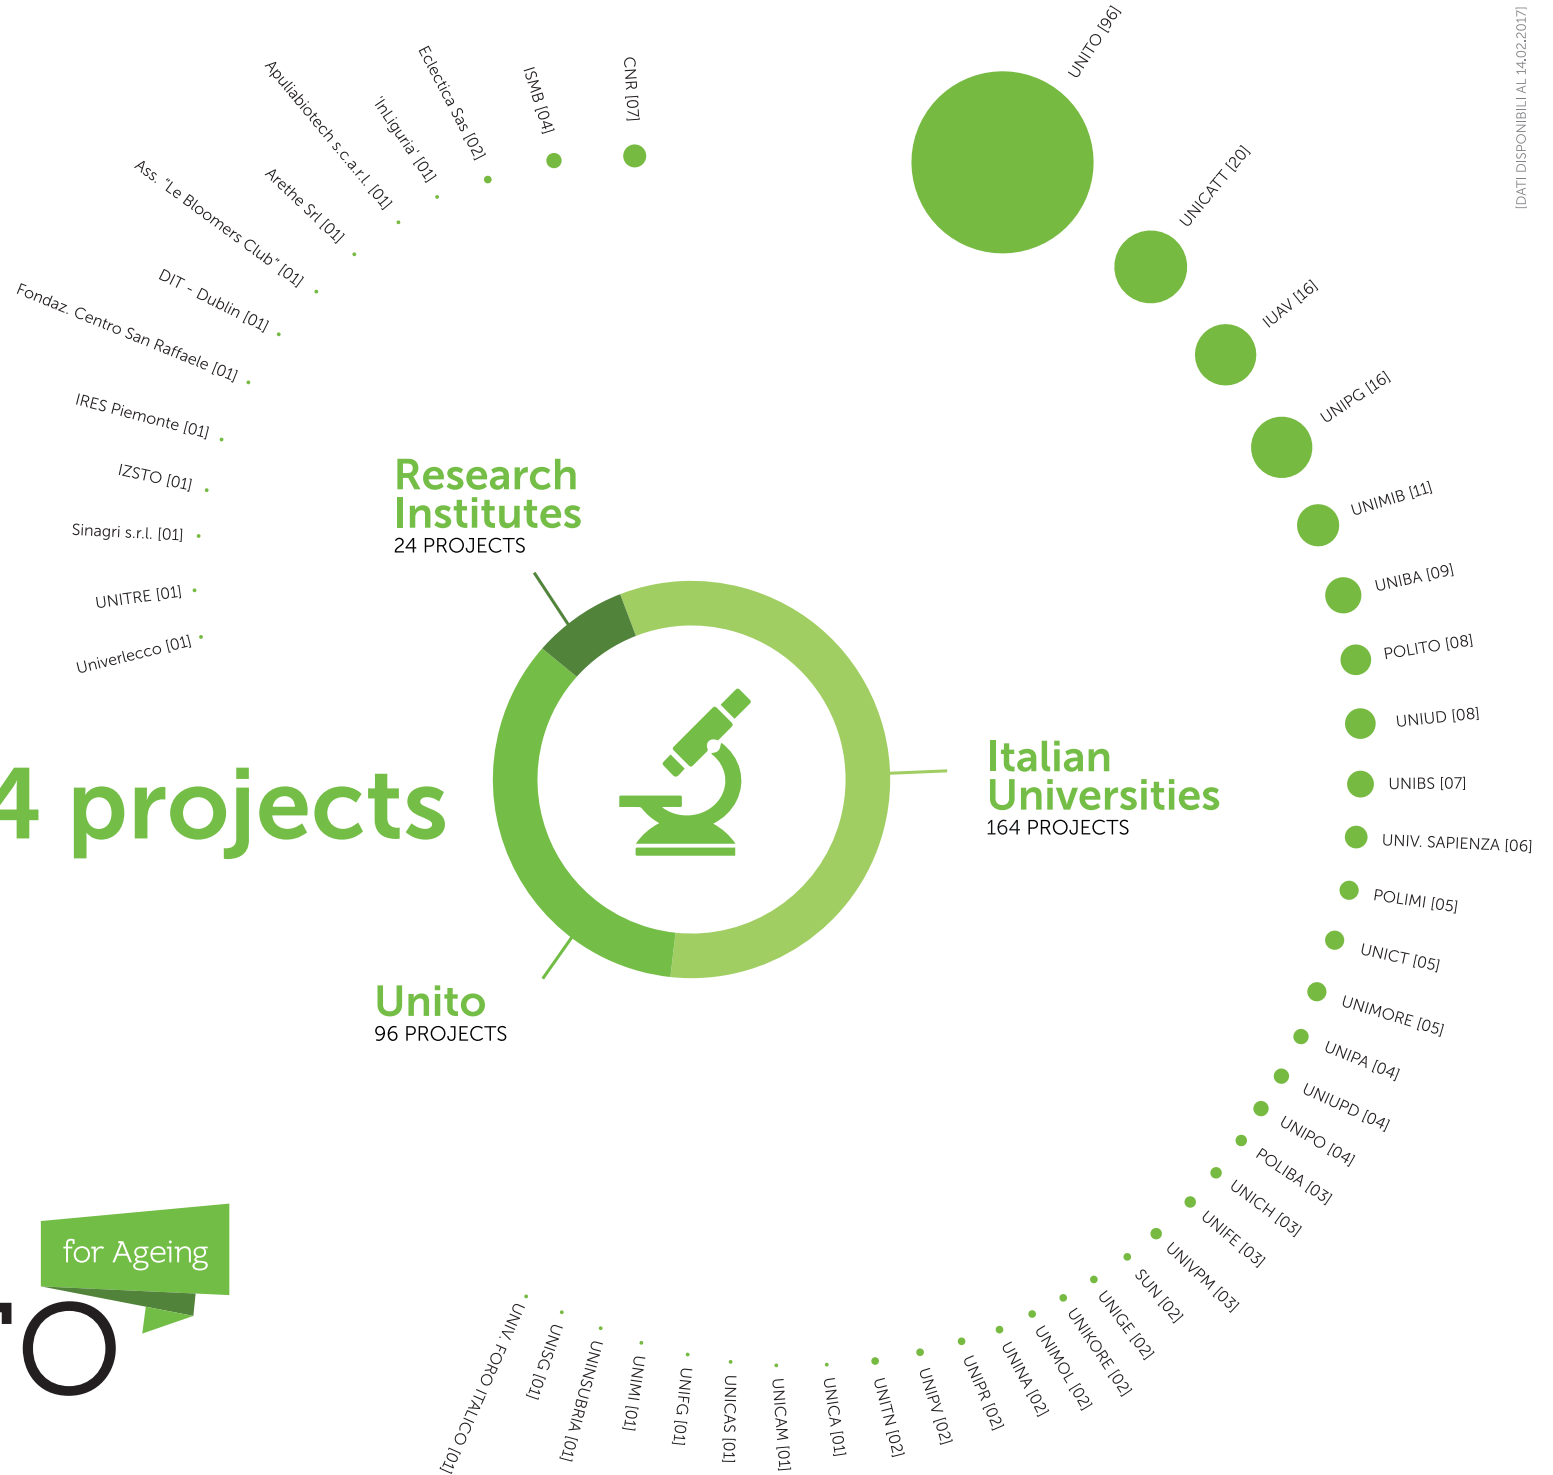 UNITO [96]
UNICATT [20]
IUAV [16]
UNIPG [16]
UNIMIB [11]
UNIBA [09]
POLITO [08]
UNIUD [08]
UNIBS [07]
UNIV. SAPIENZA [06]
POLIMI [05]
UNICT [05]
UNIMORE [05]
UNIPA [04]
UNIUPD [04]
UNIPO [04]
POLIBA [03]
UNICH [03]
UNIFE [03]
UNIVPM [03]
SUN [02]
UNIGE [02]
UNIKORE [02]
UNIMOL [02]
UNINA [02]
UNIPR [02]
UNIPV [02]
UNITN [02]
UNICA [01]
UNICAM [01]
UNICAS [01]
UNIFG [01]
UNIMI [01]
UNINSUBRIA [01]
UNISG [01]
UNIV. FORO ITALICO [01]
CNR [07]
ISMB [04]
Eclectica Sas [02]
'InLiguria' [01]
Apuliabiotech s.c.a.r.l. [01]
Arethe Srl [01]
Ass. "Le Bloomers Club" [01]
DIT - Dublin [01]
Fondaz. Centro San Raffaele [01]
IRES Piemonte [01]
IZSTO [01]
Sinagri s.r.l. [01]
UNITRE [01]
Univerlecco [01]
Research
Institutes
24 PROJECTS
Italian
Universities
164 PROJECTS
4 projects
Unito
96 PROJECTS
for Ageing
TO
[DATI DISPONIBILI AL 14.02.2017]